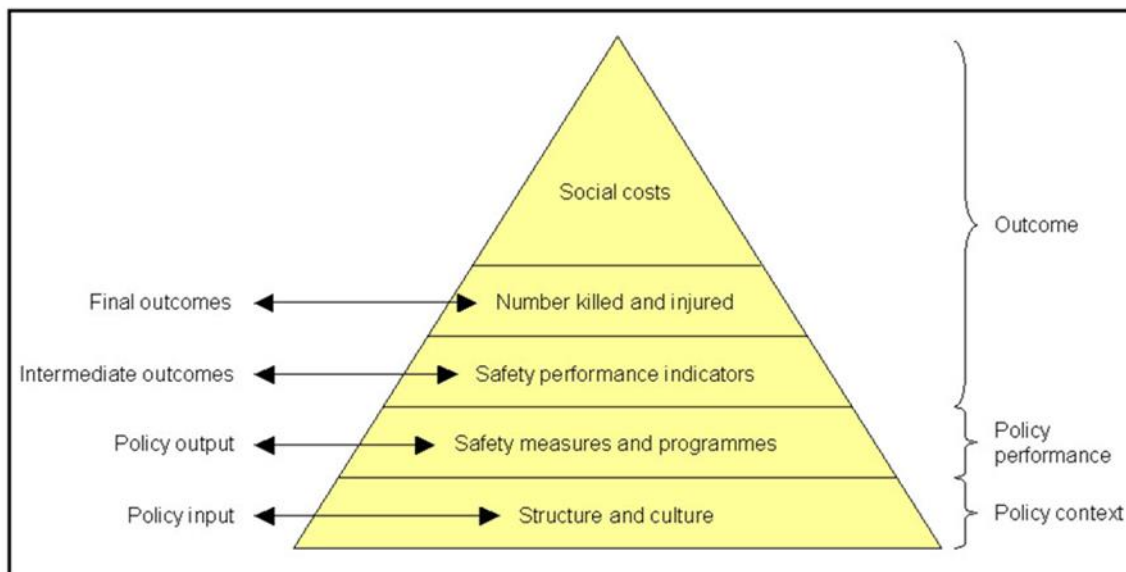 Social costs
Outcome
Final outcomes
Number killed and injured
Intermediate outcomes
Safety performance indicators
Policy output
Safety measures and programmes
Policy
performance
Policy input
Structure and culture
Policy context